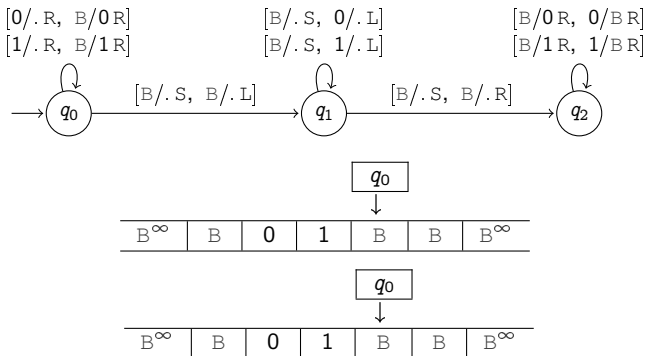 [0/. R, B/0 R] [B/. S, 0/. L] [B/0 R, 0/B R]
[1/. R, B/1 R] [B/. S, 1/. L] [B/1 R, 1/B R]
[B/. S, B/. L] [B/. S, B/. R]
q₀ q₁ q₂
q₀
B^∞ B 0 1 B B B^∞
q₀
B^∞ B 0 1 B B B^∞